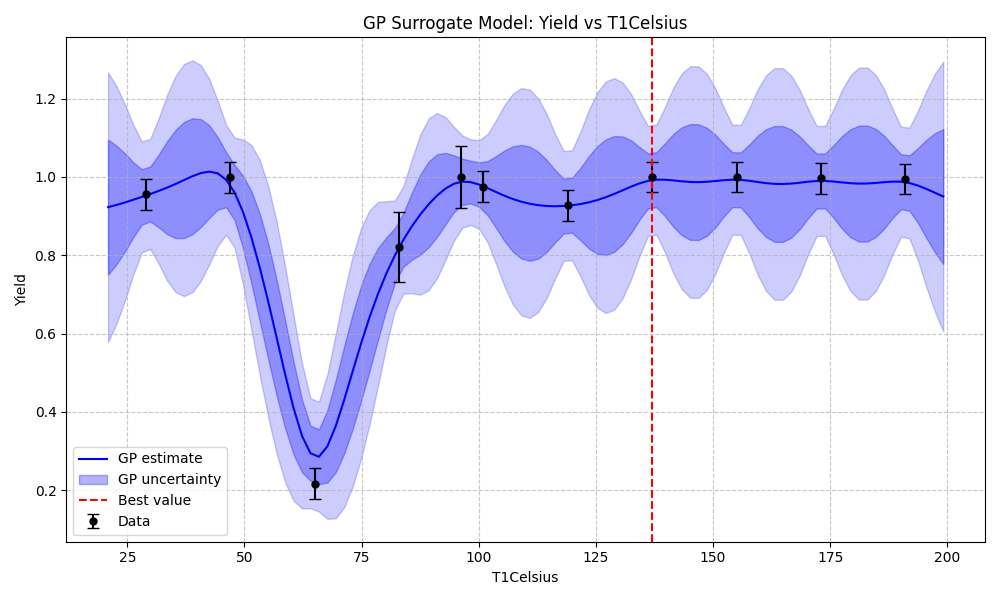 GP Surrogate Model: Yield vs T1Celsius
Yield
1.2
1.0
0.8
0.6
0.4
0.2
GP estimate
GP uncertainty
Best value
Data
25
50
75
100
125
150
175
200
T1Celsius